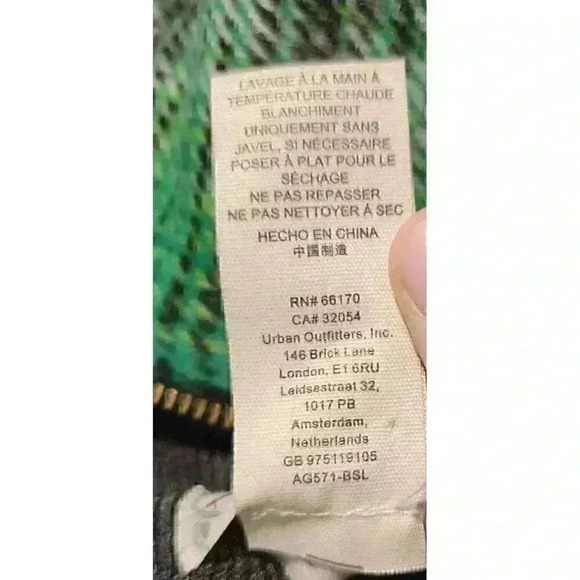 LAVAGE À LA MAIN À
TEMPÉRATURE CHAUDE
BLANCHIMENT
UNIQUEMENT SANS
JAVEL, SI NÉCESSAIRE
POSER À PLAT POUR LE
SÉCHAGE
NE PAS REPASSER
NE PAS NETTOYER À SEC
HECHO EN CHINA
中國制造
RN# 66170
CA# 32054
Urban Outfitters, Inc.
146 Brick Lane
London, E1 6RU
Leidsestraat 32,
1017 PB
Amsterdam,
Netherlands
GB 975119105
AG571-BSL